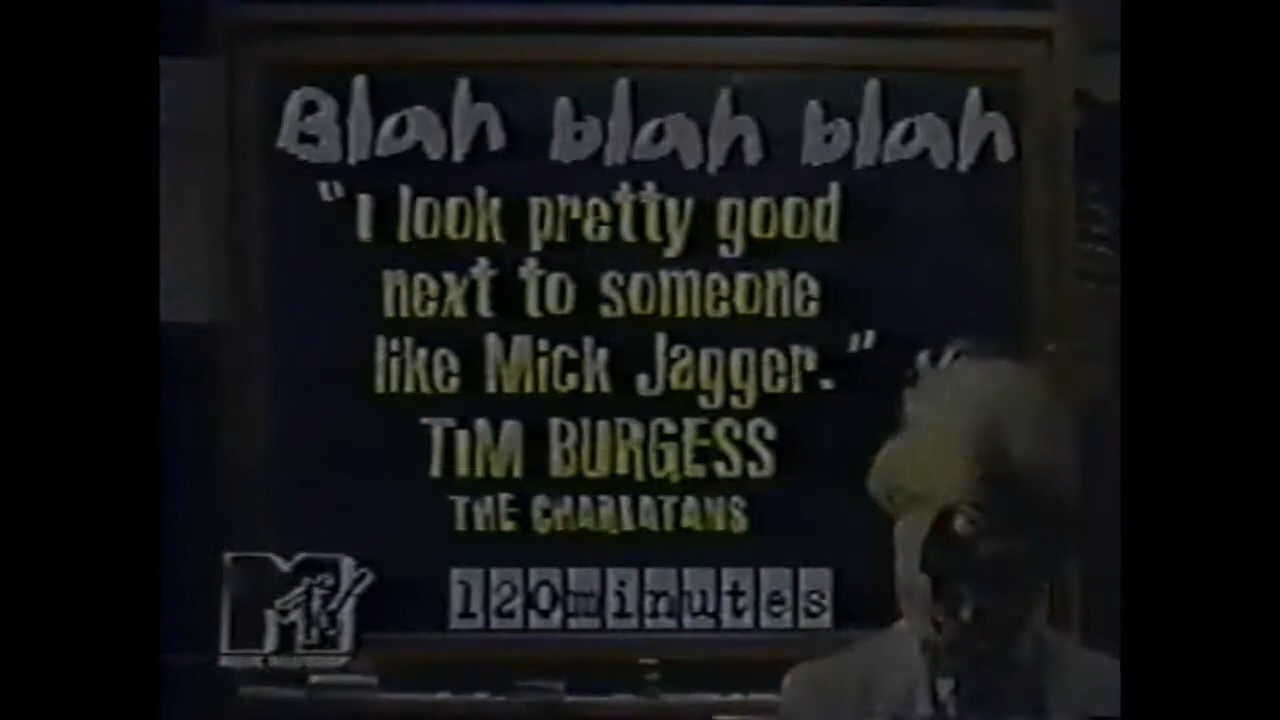 Blah blah blah
"I look pretty good
next to someone
like Mick Jagger."
TIM BURGESS
THE CHARLATANS
MTV
120minutes